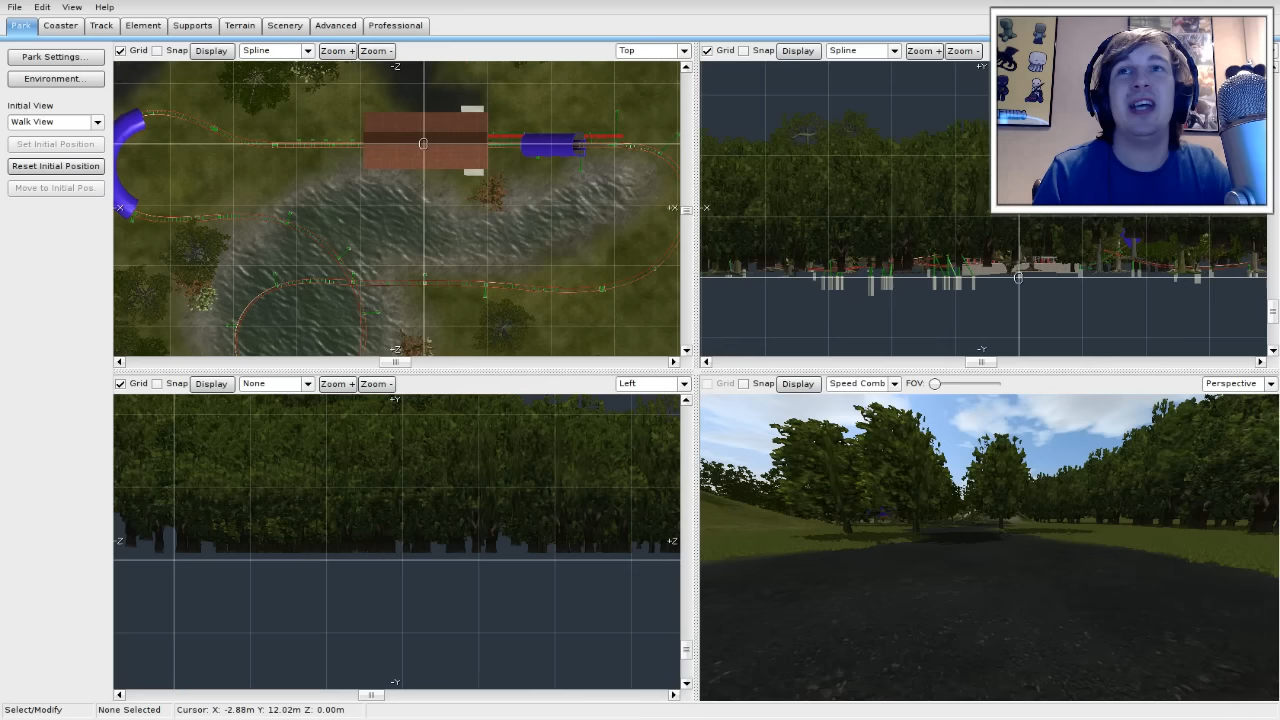 File Edit View Help
Park Coaster Track Element Supports Terrain Scenery Advanced Professional
Park Settings...
Environment...
Initial View
Walk View
Set Initial Position
Reset Initial Position
Move to Initial Pos.
Grid Snap Display Spline Zoom + Zoom - Top
-Z
-X
+X
-Z
Grid Snap Display Spline Zoom + Zoom -
+Y
-X
-Y
Grid Snap Display None Zoom + Zoom - Left
+Y
-Z
+Z
-Y
Grid Snap Display Speed Comb FOV: Perspective
Select/Modify None Selected Cursor: X: -2.88m Y: 12.02m Z: 0.00m